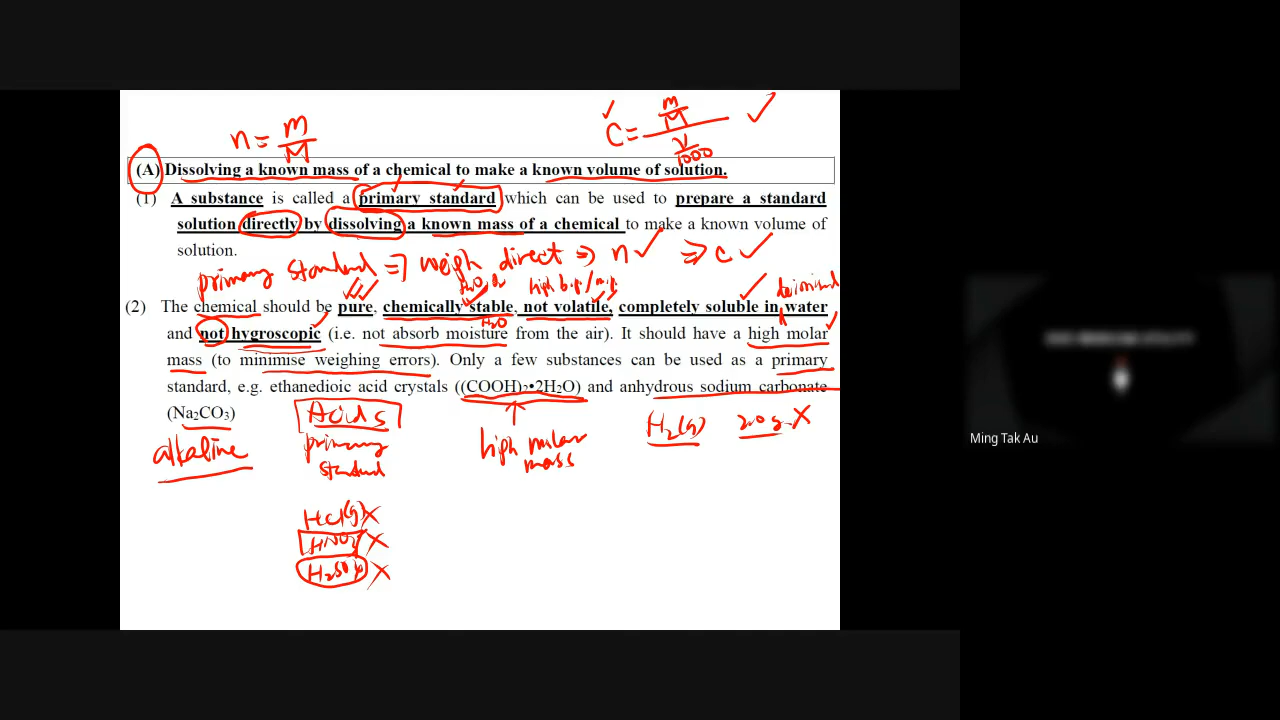 n = m/M
C = (m/M)/(V/1000)
(A) Dissolving a known mass of a chemical to make a known volume of solution.
(1) A substance is called a primary standard which can be used to prepare a standard
solution directly by dissolving a known mass of a chemical to make a known volume of
solution.
primary standard ⇒ weigh direct ⇒ n ⇒ c
high b.p./m.p.
(2) The chemical should be pure, chemically stable, not volatile, completely soluble in water
H₂O
and not hygroscopic (i.e. not absorb moisture from the air). It should have a high molar
mass (to minimise weighing errors). Only a few substances can be used as a primary
standard, e.g. ethanedioic acid crystals ((COOH)₂•2H₂O) and anhydrous sodium carbonate
(Na₂CO₃)
Acids
H₂(g) 2.0 g
alkaline
primary
standard
high molar
mass
HCl(g) X
HNO₃ X
H₂SO₄ X
Ming Tak Au